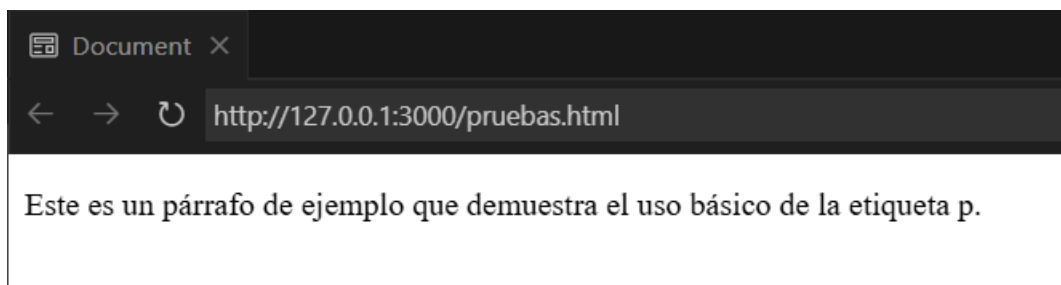 Document
http://127.0.0.1:3000/pruebas.html
Este es un párrafo de ejemplo que demuestra el uso básico de la etiqueta p.